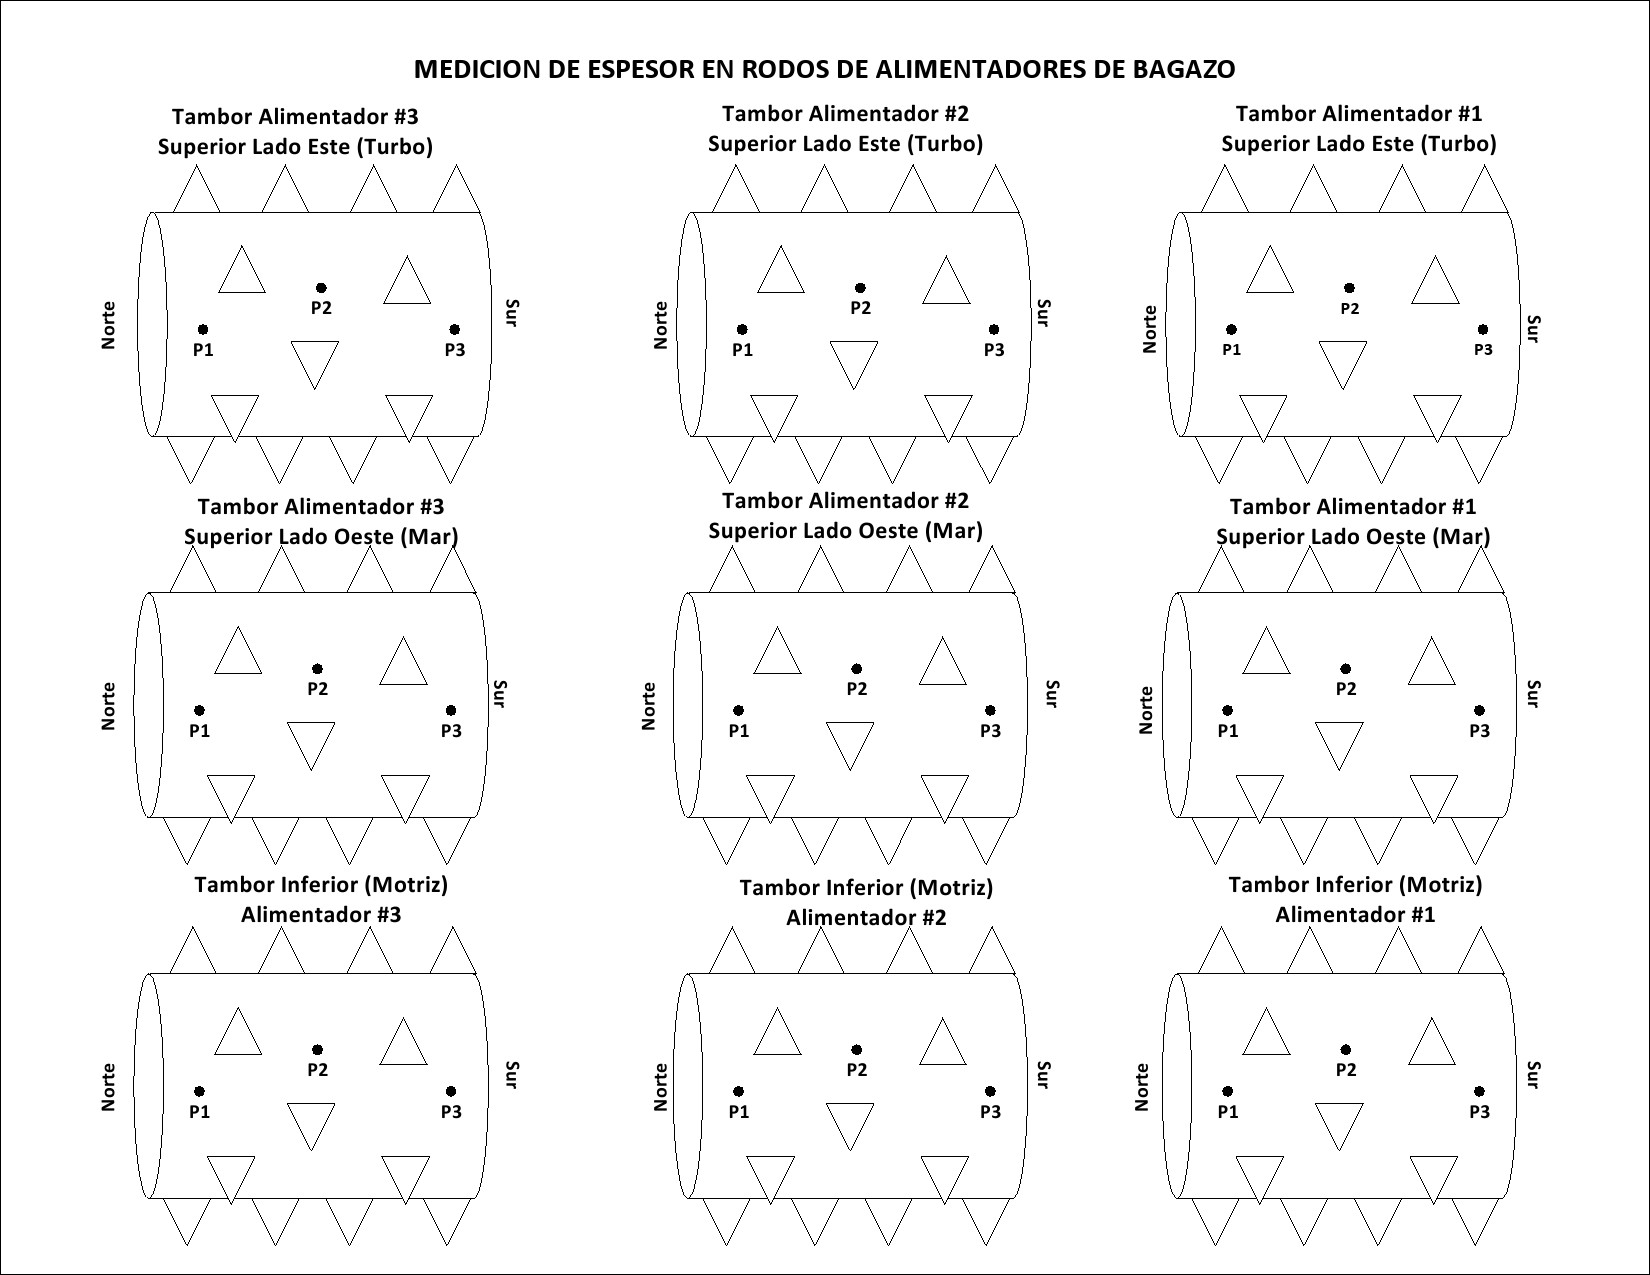 MEDICION DE ESPESOR EN RODOS DE ALIMENTADORES DE BAGAZO
Tambor Alimentador #3
Superior Lado Este (Turbo)
Norte
P1
P2
P3
Sur
Tambor Alimentador #2
Superior Lado Este (Turbo)
Norte
P1
P2
P3
Sur
Tambor Alimentador #1
Superior Lado Este (Turbo)
Norte
P1
P2
P3
Sur
Tambor Alimentador #3
Superior Lado Oeste (Mar)
Norte
P1
P2
P3
Sur
Tambor Alimentador #2
Superior Lado Oeste (Mar)
Norte
P1
P2
P3
Sur
Tambor Alimentador #1
Superior Lado Oeste (Mar)
Norte
P1
P2
P3
Sur
Tambor Inferior (Motriz)
Alimentador #3
Norte
P1
P2
P3
Sur
Tambor Inferior (Motriz)
Alimentador #2
Norte
P1
P2
P3
Sur
Tambor Inferior (Motriz)
Alimentador #1
Norte
P1
P2
P3
Sur